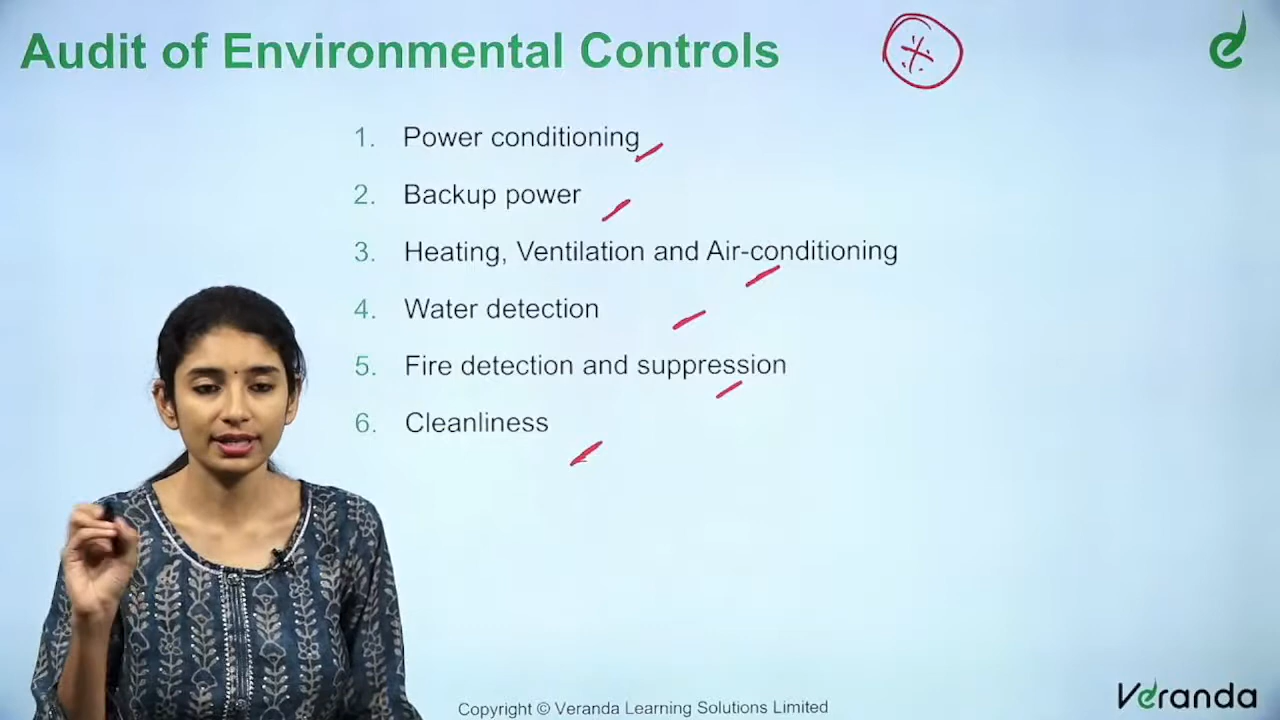 Audit of Environmental Controls
1. Power conditioning
2. Backup power
3. Heating, Ventilation and Air-conditioning
4. Water detection
5. Fire detection and suppression
6. Cleanliness
Copyright © Veranda Learning Solutions Limited
Veranda